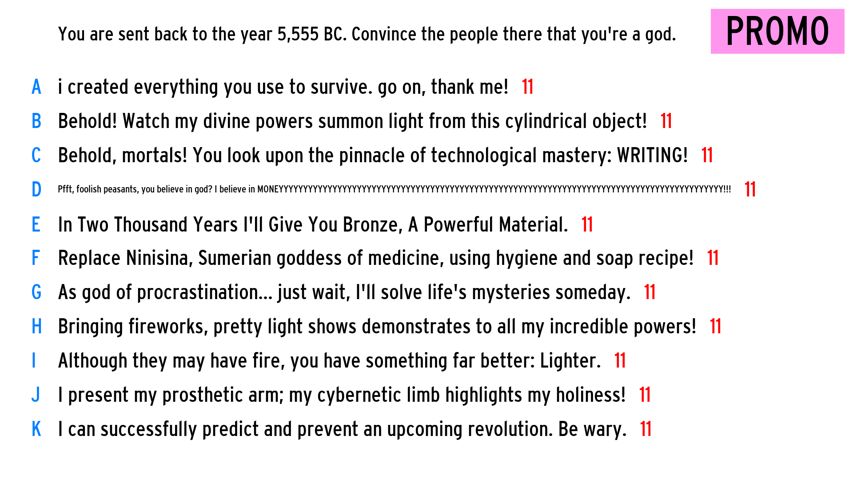 You are sent back to the year 5,555 BC. Convince the people there that you're a god.
PROMO
A i created everything you use to survive. go on, thank me! 11
B Behold! Watch my divine powers summon light from this cylindrical object! 11
C Behold, mortals! You look upon the pinnacle of technological mastery: WRITING! 11
D Pfft, foolish peasants, you believe in god? I believe in MONEYYYYYYYYYYYYYYYYYYYYYYYYYYYYYYYYYYYYYYYYYYYYYYYYYYYYYYYYYYYYYYYYYYYYYYYYYYYYYYYYYYYYYYYYYYYYYYY!!! 11
E In Two Thousand Years I'll Give You Bronze, A Powerful Material. 11
F Replace Ninisina, Sumerian goddess of medicine, using hygiene and soap recipe! 11
G As god of procrastination... just wait, I'll solve life's mysteries someday. 11
H Bringing fireworks, pretty light shows demonstrates to all my incredible powers! 11
I Although they may have fire, you have something far better: Lighter. 11
J I present my prosthetic arm; my cybernetic limb highlights my holiness! 11
K I can successfully predict and prevent an upcoming revolution. Be wary. 11